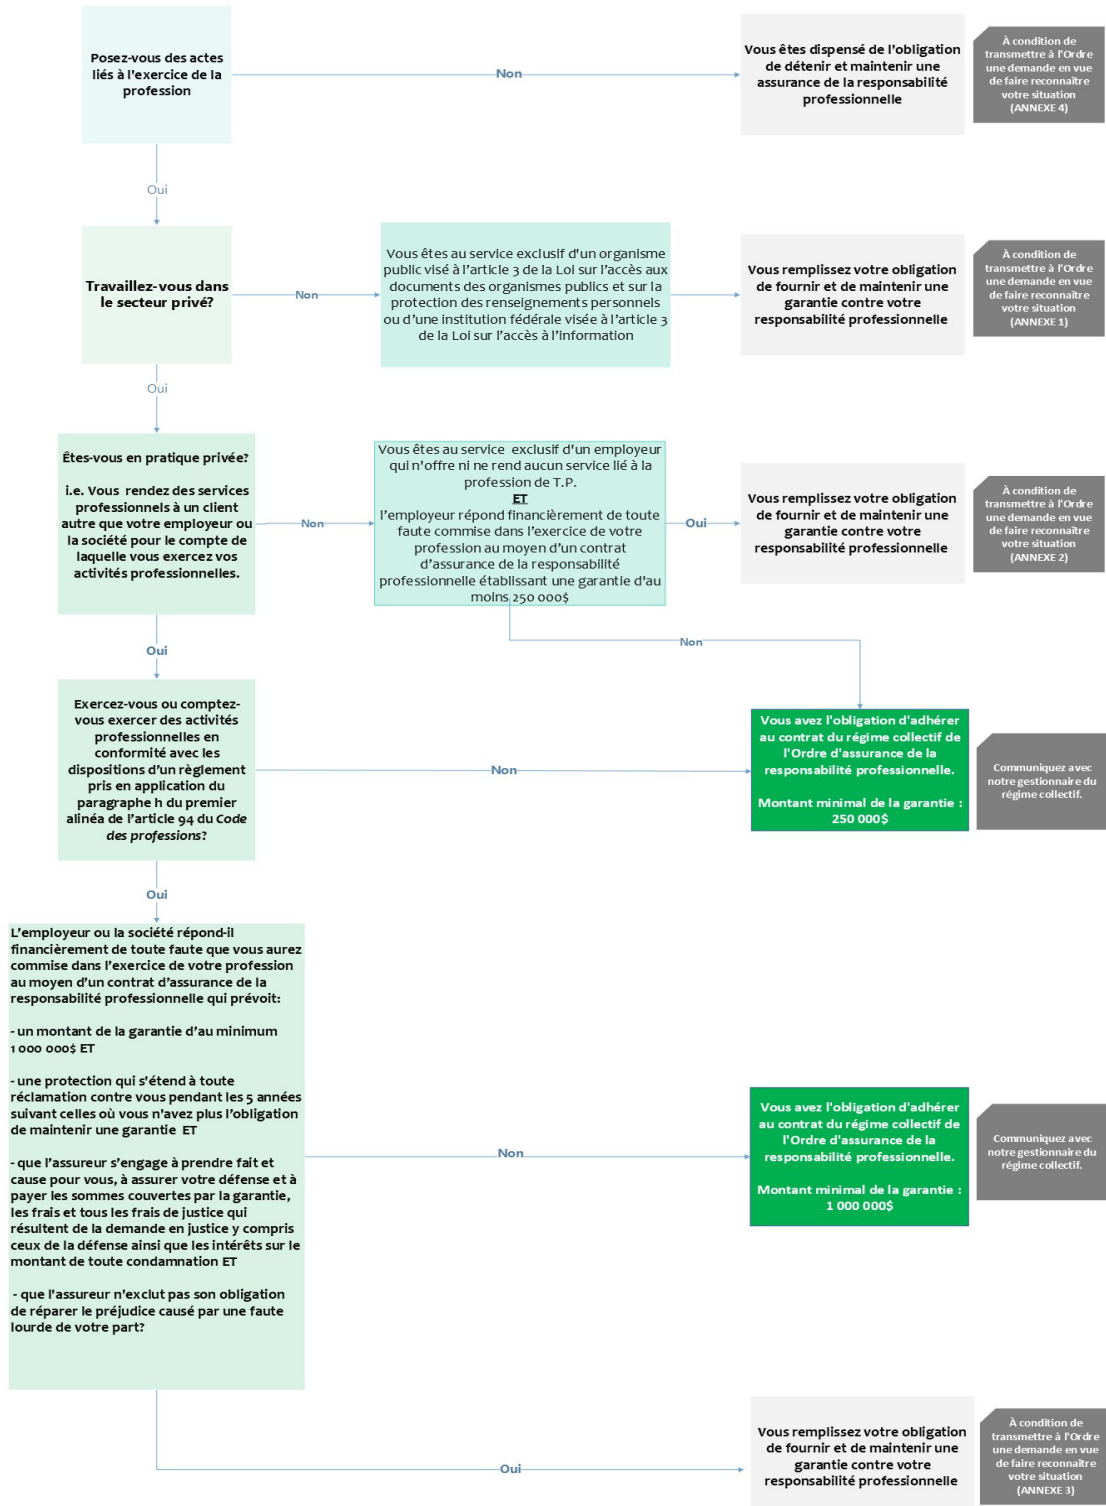 Posez-vous des actes
liés à l'exercice de la
profession
Non
Vous êtes dispensé de l'obligation
de détenir et maintenir une
assurance de la responsabilité
professionnelle
À condition de
transmettre à l'Ordre
une demande en vue
de faire reconnaître
votre situation
(ANNEXE 4)
Oui
Travaillez-vous dans
le secteur privé?
Non
Vous êtes au service exclusif d'un organisme
public visé à l'article 3 de la Loi sur l'accès aux
documents des organismes publics et sur la
protection des renseignements personnels
ou d'une institution fédérale visée à l'article 3
de la Loi sur l'accès à l'information
Vous remplissez votre obligation
de fournir et de maintenir une
garantie contre votre
responsabilité professionnelle
À condition de
transmettre à l'Ordre
une demande en vue
de faire reconnaître
votre situation
(ANNEXE 1)
Oui
Êtes-vous en pratique privée?
i.e. Vous rendez des services
professionnels à un client
autre que votre employeur ou
la société pour le compte de
laquelle vous exercez vos
activités professionnelles.
Non
Vous êtes au service exclusif d'un employeur
qui n'offre ni ne rend aucun service lié à la
profession de T.P.
ET
l'employeur répond financièrement de toute
faute commise dans l'exercice de votre
profession au moyen d'un contrat
d'assurance de la responsabilité
professionnelle établissant une garantie d'au
moins 250 000$
Oui
Vous remplissez votre obligation
de fournir et de maintenir une
garantie contre votre
responsabilité professionnelle
À condition de
transmettre à l'Ordre
une demande en vue
de faire reconnaître
votre situation
(ANNEXE 2)
Non
Oui
Exercez-vous ou comptez-
vous exercer des activités
professionnelles en
conformité avec les
dispositions d'un règlement
pris en application du
paragraphe h du premier
alinéa de l'article 94 du Code
des professions?
Non
Vous avez l'obligation d'adhérer
au contrat du régime collectif de
l'Ordre d'assurance de la
responsabilité professionnelle.
Montant minimal de la garantie :
250 000$
Communiquez avec
notre gestionnaire du
régime collectif.
Oui
L'employeur ou la société répond-il
financièrement de toute faute que vous aurez
commise dans l'exercice de votre profession
au moyen d'un contrat d'assurance de la
responsabilité professionnelle qui prévoit:
- un montant de la garantie d'au minimum
1 000 000$ ET
- une protection qui s'étend à toute
réclamation contre vous pendant les 5 années
suivant celles où vous n'avez plus l'obligation
de maintenir une garantie ET
- que l'assureur s'engage à prendre fait et
cause pour vous, à assurer votre défense et à
payer les sommes couvertes par la garantie,
les frais et tous les frais de justice qui
résultent de la demande en justice y compris
ceux de la défense ainsi que les intérêts sur le
montant de toute condamnation ET
- que l'assureur n'exclut pas son obligation
de réparer le préjudice causé par une faute
lourde de votre part?
Non
Vous avez l'obligation d'adhérer
au contrat du régime collectif de
l'Ordre d'assurance de la
responsabilité professionnelle.
Montant minimal de la garantie :
1 000 000$
Communiquez avec
notre gestionnaire du
régime collectif.
Oui
Vous remplissez votre obligation
de fournir et de maintenir une
garantie contre votre
responsabilité professionnelle
À condition de
transmettre à l'Ordre
une demande en vue
de faire reconnaître
votre situation
(ANNEXE 3)